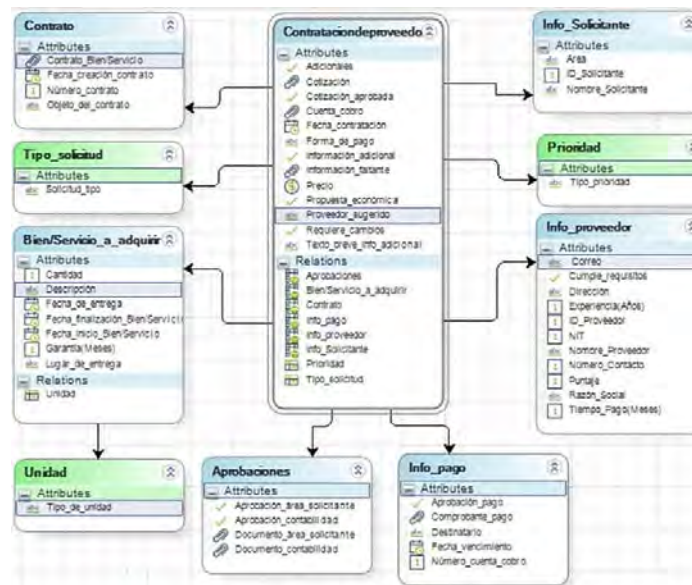 Contrato
Attributes
Contrato_Bien/Servicio
Fecha_creación_contrato
Número_contrato
Objeto_del_contrato
Tipo_solicitud
Attributes
Solicitud_tipo
Bien/Servicio_a_adquirir
Attributes
Cantidad
Descripción
Fecha_de_entrega
Fecha_finalización_Bien/Servicio
Fecha_inicio_Bien/Servicio
Garantía(Meses)
Lugar_de_entrega
Relations
Unidad
Unidad
Attributes
Tipo_de_unidad
Contrataciondeproveedo
Attributes
Adicionales
Cotización
Cotización_aprobada
Cuenta_cobro
Fecha_contratación
Forma_de_pago
Información_adicional
Información_faltante
Precio
Propuesta_económica
Proveedor_sugerido
Requiere_cambios
Texto_breve_info_adicional
Relations
Aprobaciones
Bien/Servicio_a_adquirir
Contrato
Info_pago
Info_proveedor
Info_Solicitante
Prioridad
Tipo_solicitud
Aprobaciones
Attributes
Aprobación_área_solicitante
Aprobación_contabilidad
Documento_área_solicitante
Documento_contabilidad
Info_pago
Attributes
Aprobación_pago
Comprobante_pago
Destinatario
Fecha_vencimiento
Número_cuenta_cobro
Info_Solicitante
Attributes
Area
ID_Solicitante
Nombre_Solicitante
Prioridad
Attributes
Tipo_prioridad
Info_proveedor
Attributes
Correo
Cumple_requisitos
Dirección
Experiencia(Años)
ID_Proveedor
NIT
Nombre_Proveedor
Número_Contacto
Puntaje
Razón_Social
Tiempo_Pago(Meses)